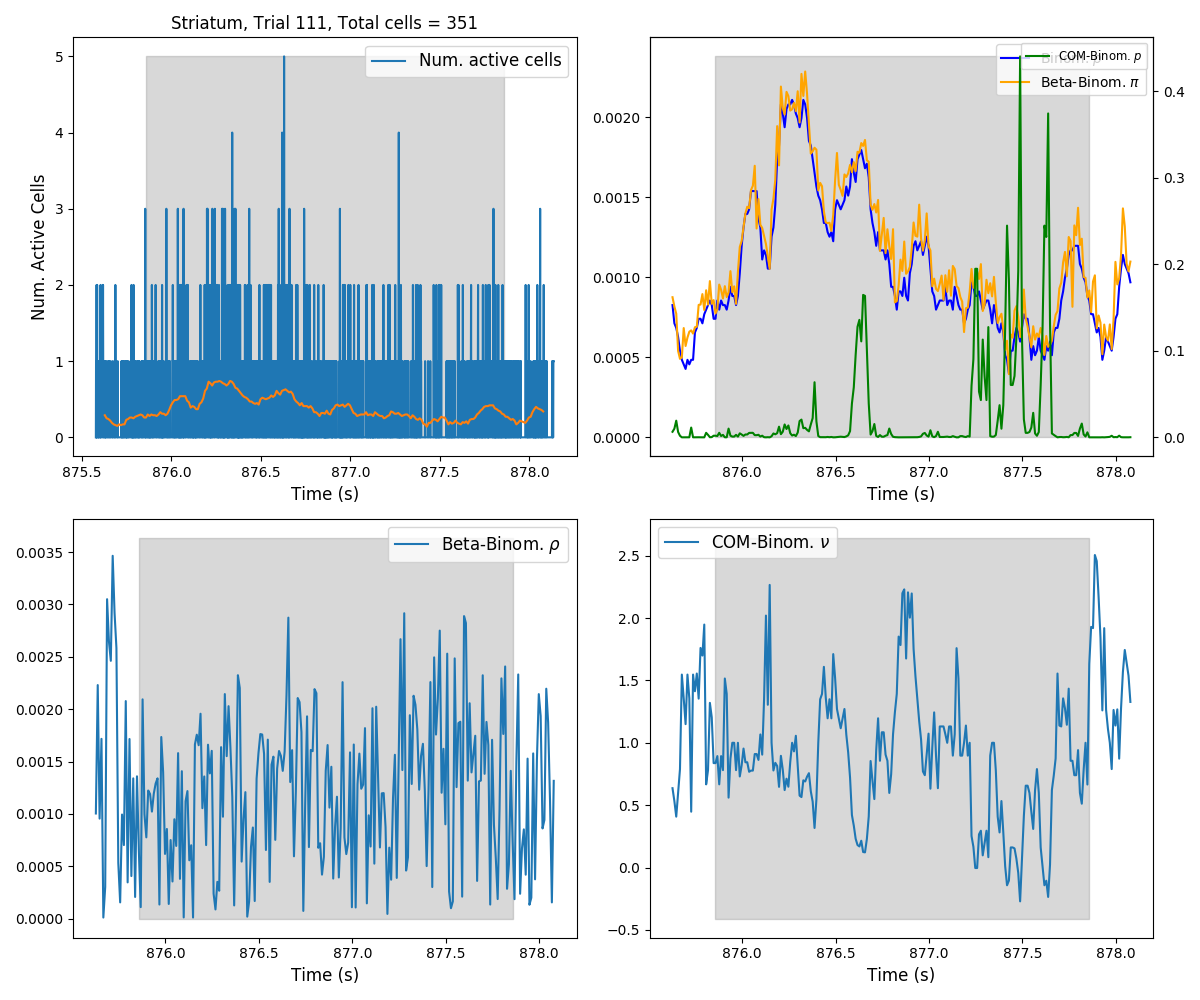 Striatum, Trial 111, Total cells = 351
Num. active cells
Num. Active Cells
5
4
3
2
1
0
875.5 876.0 876.5 877.0 877.5 878.0
Time (s)
COM-Binom. p
Beta-Binom. π
0.0020
0.0015
0.0010
0.0005
0.0000
0.4
0.3
0.2
0.1
0.0
876.0 876.5 877.0 877.5 878.0
Time (s)
Beta-Binom. ρ
0.0035
0.0030
0.0025
0.0020
0.0015
0.0010
0.0005
0.0000
876.0 876.5 877.0 877.5 878.0
Time (s)
COM-Binom. ν
2.5
2.0
1.5
1.0
0.5
0.0
−0.5
876.0 876.5 877.0 877.5 878.0
Time (s)